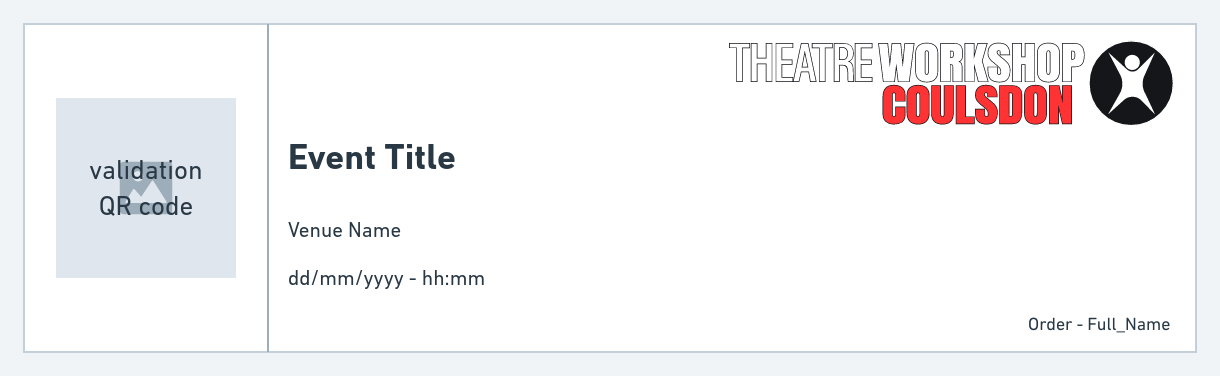 validation
QR code
THEATRE WORKSHOP
COULSDON
Event Title
Venue Name
dd/mm/yyyy - hh:mm
Order - Full_Name